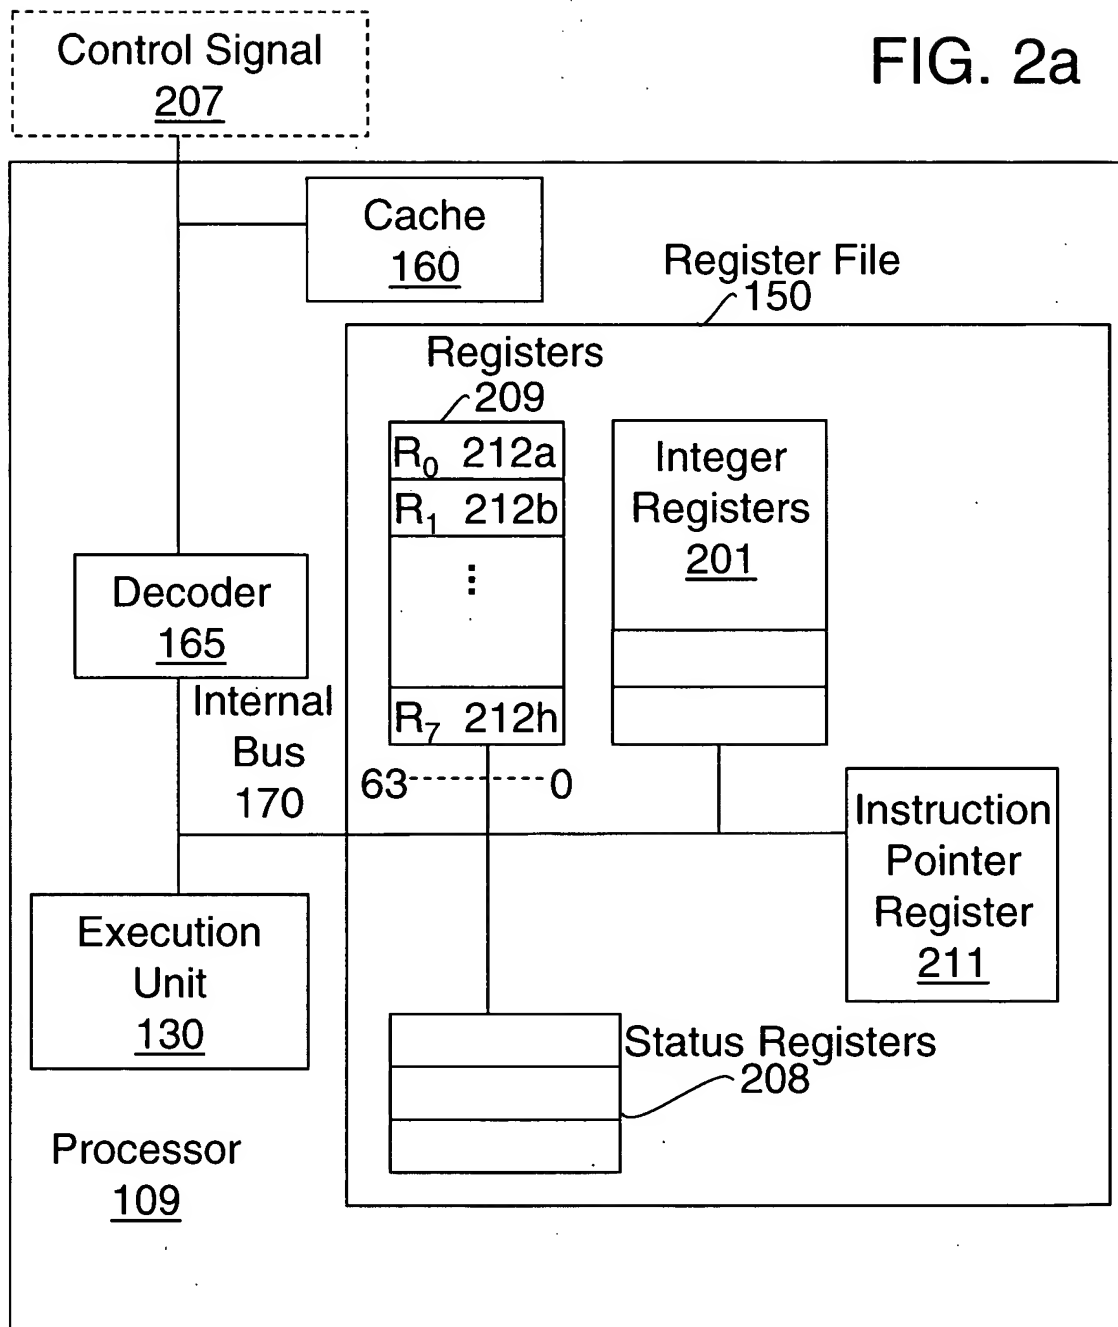 FIG. 2a
Control Signal
207
Cache
160
Register File
150
Registers
209
R₀ 212a
R₁ 212b
⋮
R₇ 212h
63 0
Integer
Registers
201
Decoder
165
Internal
Bus
170
Instruction
Pointer
Register
211
Execution
Unit
130
Status Registers
208
Processor
109